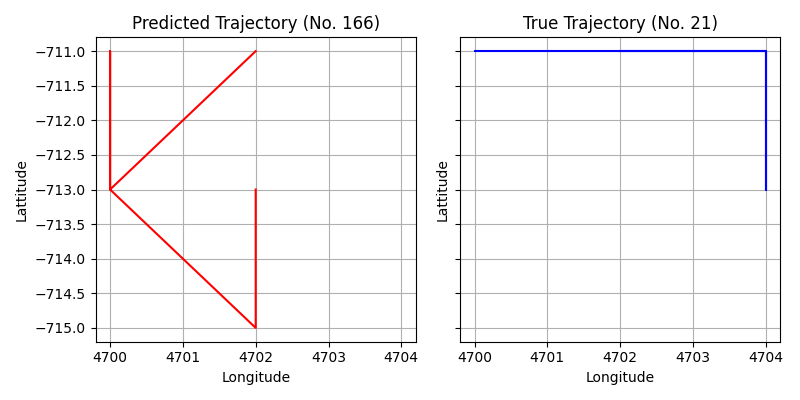 Predicted Trajectory (No. 166)
−711.0
−711.5
−712.0
−712.5
−713.0
−713.5
−714.0
−714.5
−715.0
Lattitude
4700 4701 4702 4703 4704
Longitude
True Trajectory (No. 21)
Lattitude
4700 4701 4702 4703 4704
Longitude